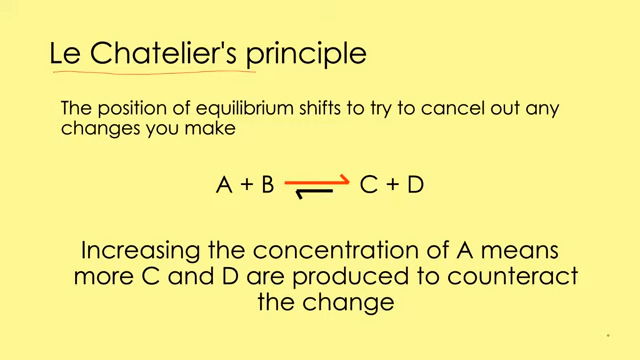 Le Chatelier's principle
The position of equilibrium shifts to try to cancel out any
changes you make
A + B ⇌ C + D
Increasing the concentration of A means
more C and D are produced to counteract
the change